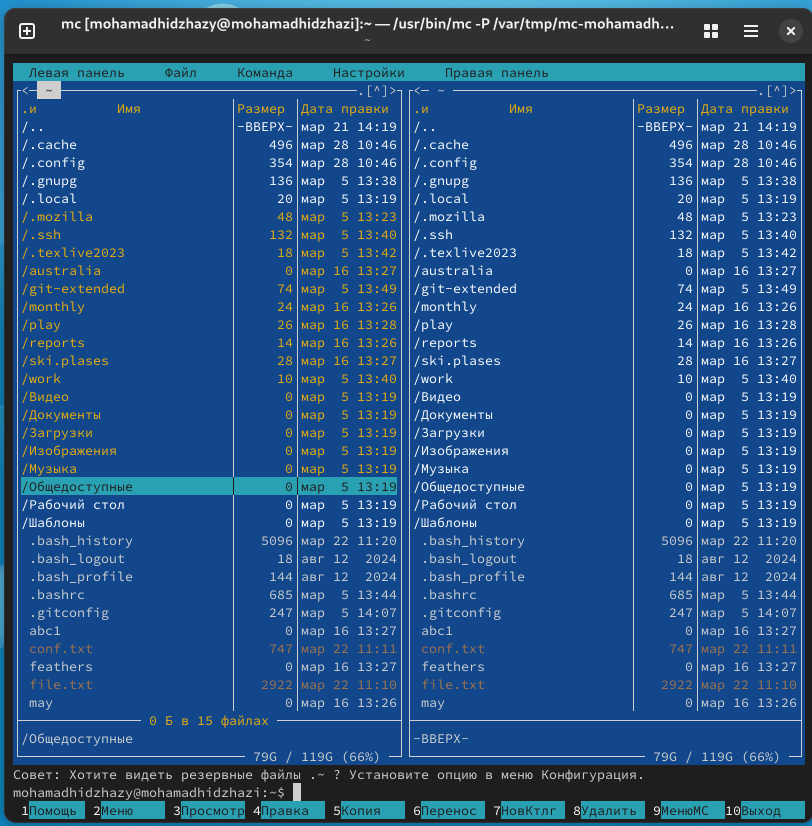 mc [mohamadhidzhazy@mohamadhidzhazi]:~ — /usr/bin/mc -P /var/tmp/mc-mohamadh…
~
Левая панель Файл Команда Настройки Правая панель
<─ ~ ─.[^]>┐ <─ ~ ─.[^]>
.и Имя Размер Дата правки .и Имя Размер Дата правки
/.. -ВВЕРХ- мар 21 14:19 /.. -ВВЕРХ- мар 21 14:19
/.cache 496 мар 28 10:46 /.cache 496 мар 28 10:46
/.config 354 мар 28 10:46 /.config 354 мар 28 10:46
/.gnupg 136 мар 5 13:38 /.gnupg 136 мар 5 13:38
/.local 20 мар 5 13:19 /.local 20 мар 5 13:19
/.mozilla 48 мар 5 13:23 /.mozilla 48 мар 5 13:23
/.ssh 132 мар 5 13:40 /.ssh 132 мар 5 13:40
/.texlive2023 18 мар 5 13:42 /.texlive2023 18 мар 5 13:42
/australia 0 мар 16 13:27 /australia 0 мар 16 13:27
/git-extended 74 мар 5 13:49 /git-extended 74 мар 5 13:49
/monthly 24 мар 16 13:26 /monthly 24 мар 16 13:26
/play 26 мар 16 13:28 /play 26 мар 16 13:28
/reports 14 мар 16 13:26 /reports 14 мар 16 13:26
/ski.plases 28 мар 16 13:27 /ski.plases 28 мар 16 13:27
/work 10 мар 5 13:40 /work 10 мар 5 13:40
/Видео 0 мар 5 13:19 /Видео 0 мар 5 13:19
/Документы 0 мар 5 13:19 /Документы 0 мар 5 13:19
/Загрузки 0 мар 5 13:19 /Загрузки 0 мар 5 13:19
/Изображения 0 мар 5 13:19 /Изображения 0 мар 5 13:19
/Музыка 0 мар 5 13:19 /Музыка 0 мар 5 13:19
/Общедоступные 0 мар 5 13:19 /Общедоступные 0 мар 5 13:19
/Рабочий стол 0 мар 5 13:19 /Рабочий стол 0 мар 5 13:19
/Шаблоны 0 мар 5 13:19 /Шаблоны 0 мар 5 13:19
.bash_history 5096 мар 22 11:20 .bash_history 5096 мар 22 11:20
.bash_logout 18 авг 12 2024 .bash_logout 18 авг 12 2024
.bash_profile 144 авг 12 2024 .bash_profile 144 авг 12 2024
.bashrc 685 мар 5 13:44 .bashrc 685 мар 5 13:44
.gitconfig 247 мар 5 14:07 .gitconfig 247 мар 5 14:07
abc1 0 мар 16 13:27 abc1 0 мар 16 13:27
conf.txt 747 мар 22 11:11 conf.txt 747 мар 22 11:11
feathers 0 мар 16 13:27 feathers 0 мар 16 13:27
file.txt 2922 мар 22 11:10 file.txt 2922 мар 22 11:10
may 0 мар 16 13:26 may 0 мар 16 13:26
0 Б в 15 файлах
/Общедоступные -ВВЕРХ-
79G / 119G (66%) 79G / 119G (66%)
Совет: Хотите видеть резервные файлы .~ ? Установите опцию в меню Конфигурация.
mohamadhidzhazy@mohamadhidzhazi:~$
1Помощь 2Меню 3Просмотр 4Правка 5Копия 6Перенос 7НовКтлг 8Удалить 9МенюMC 10Выход